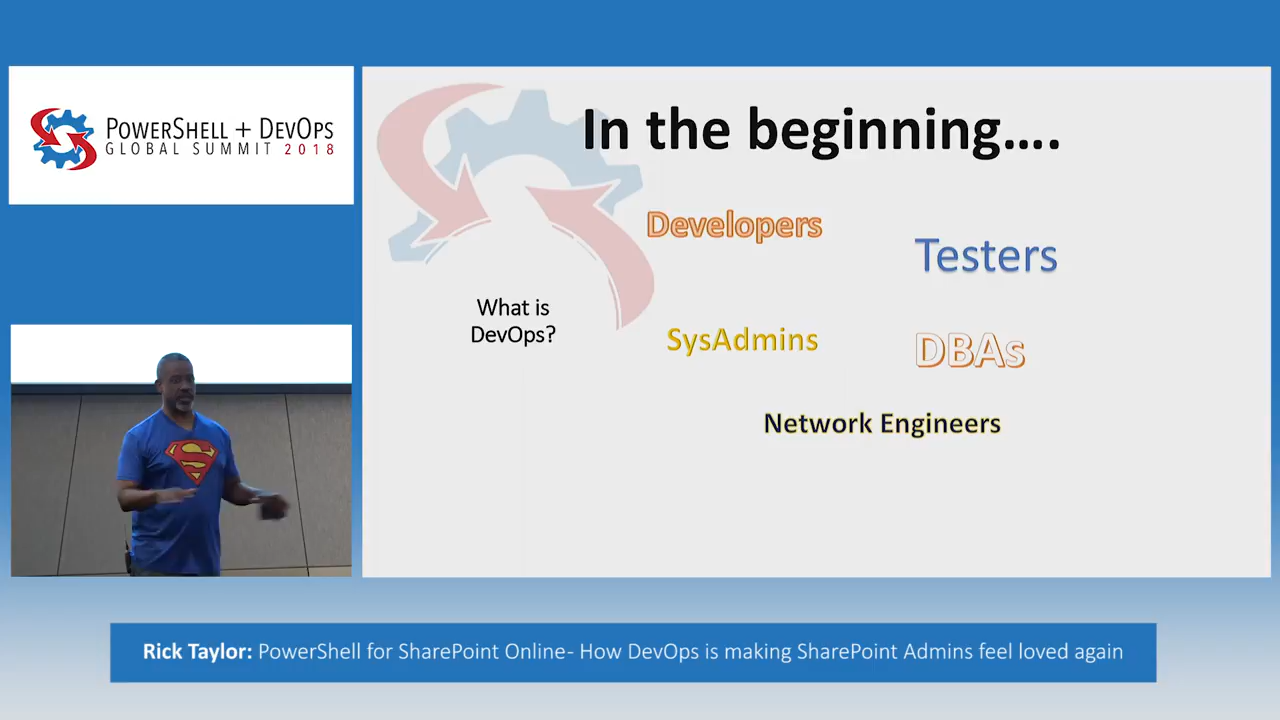 POWERSHELL + DEVOPS
GLOBAL SUMMIT 2018
In the beginning....
Developers
Testers
What is
DevOps?
SysAdmins
DBAs
Network Engineers
S
Rick Taylor: PowerShell for SharePoint Online- How DevOps is making SharePoint Admins feel loved again